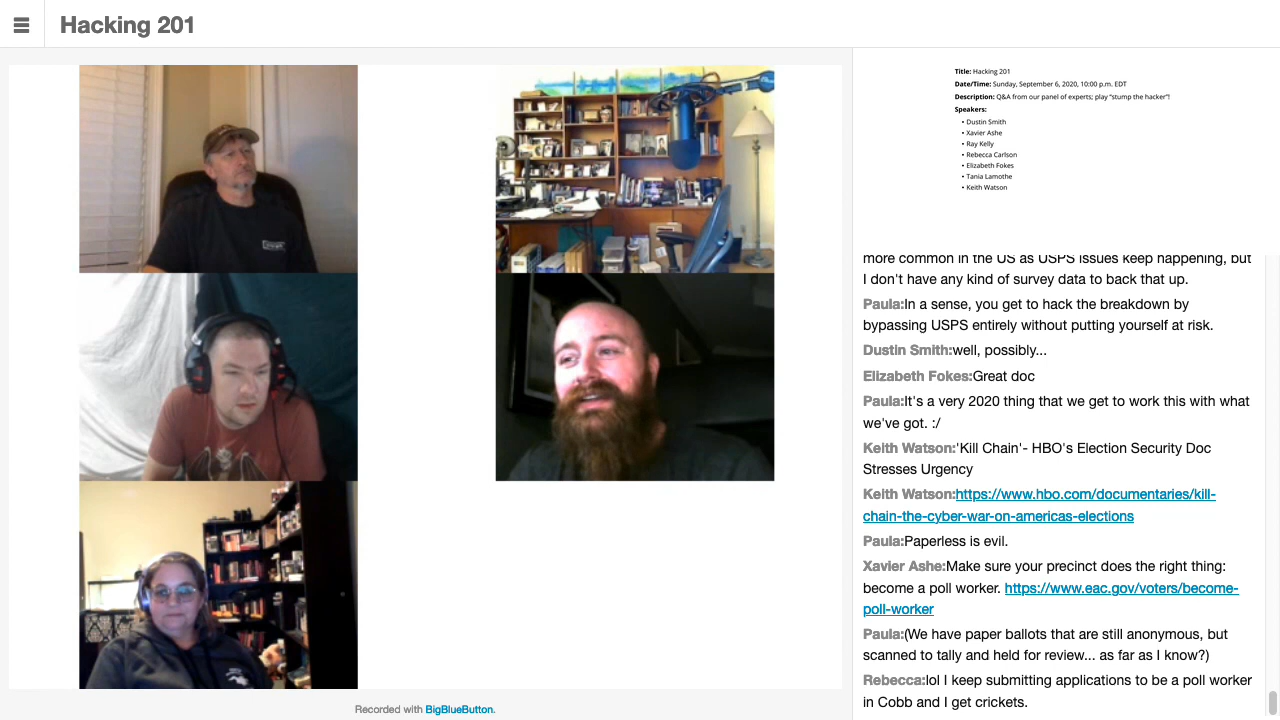 Hacking 201
Title: Hacking 201
Date/Time: Sunday, September 6, 2020, 10:00 p.m. EDT
Description: Q&A from our panel of experts; play "stump the hacker"!
Speakers:
• Dustin Smith
• Xavier Ashe
• Ray Kelly
• Rebecca Carlson
• Elizabeth Fokes
• Tania Lamothe
• Keith Watson
more common in the US as USPS issues keep happening, but
I don't have any kind of survey data to back that up.
Paula:In a sense, you get to hack the breakdown by
bypassing USPS entirely without putting yourself at risk.
Dustin Smith:well, possibly...
Elizabeth Fokes:Great doc
Paula:It's a very 2020 thing that we get to work this with what
we've got. :/
Keith Watson:'Kill Chain'- HBO's Election Security Doc
Stresses Urgency
Keith Watson:https://www.hbo.com/documentaries/kill-
chain-the-cyber-war-on-americas-elections
Paula:Paperless is evil.
Xavier Ashe:Make sure your precinct does the right thing:
become a poll worker. https://www.eac.gov/voters/become-
poll-worker
Paula:(We have paper ballots that are still anonymous, but
scanned to tally and held for review... as far as I know?)
Rebecca:lol I keep submitting applications to be a poll worker
in Cobb and I get crickets.
Recorded with BigBlueButton.